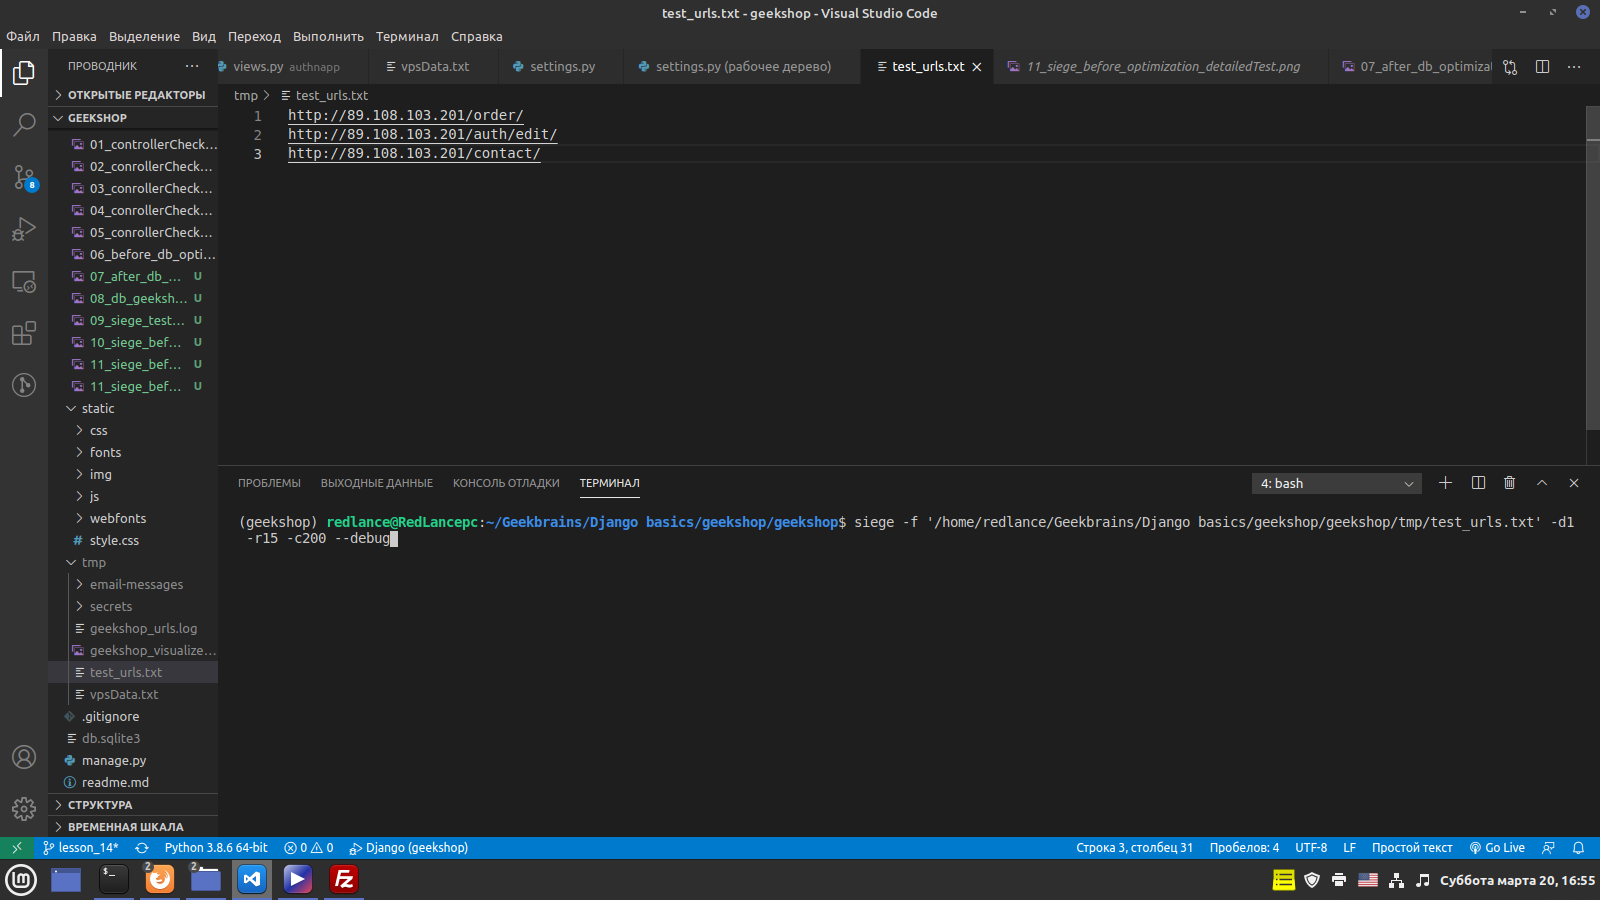 test_urls.txt - geekshop - Visual Studio Code
Файл Правка Выделение Вид Переход Выполнить Терминал Справка
ПРОВОДНИК ...
views.py authnapp
vpsData.txt
settings.py
settings.py (рабочее дерево)
test_urls.txt
11_siege_before_optimization_detailedTest.png
07_after_db_optimizat
ОТКРЫТЫЕ РЕДАКТОРЫ
GEEKSHOP
01_controllerCheck...
02_conrollerCheck...
03_conrollerCheck...
04_conrollerCheck...
05_conrollerCheck...
06_before_db_opti...
07_after_db_... U
08_db_geeksh... U
09_siege_test... U
10_siege_bef... U
11_siege_bef... U
11_siege_bef... U
static
css
fonts
img
js
webfonts
# style.css
tmp
email-messages
secrets
geekshop_urls.log
geekshop_visualize...
test_urls.txt
vpsData.txt
.gitignore
db.sqlite3
manage.py
readme.md
СТРУКТУРА
ВРЕМЕННАЯ ШКАЛА
8
tmp > test_urls.txt
1 http://89.108.103.201/order/
2 http://89.108.103.201/auth/edit/
3 http://89.108.103.201/contact/
ПРОБЛЕМЫ ВЫХОДНЫЕ ДАННЫЕ КОНСОЛЬ ОТЛАДКИ ТЕРМИНАЛ
4: bash
(geekshop) redlance@RedLancepc:~/Geekbrains/Django basics/geekshop/geekshop$ siege -f '/home/redlance/Geekbrains/Django basics/geekshop/geekshop/tmp/test_urls.txt' -d1
-r15 -c200 --debug
lesson_14* Python 3.8.6 64-bit 0 0 Django (geekshop)
Строка 3, столбец 31 Пробелов: 4 UTF-8 LF Простой текст Go Live
2
2
Суббота марта 20, 16:55